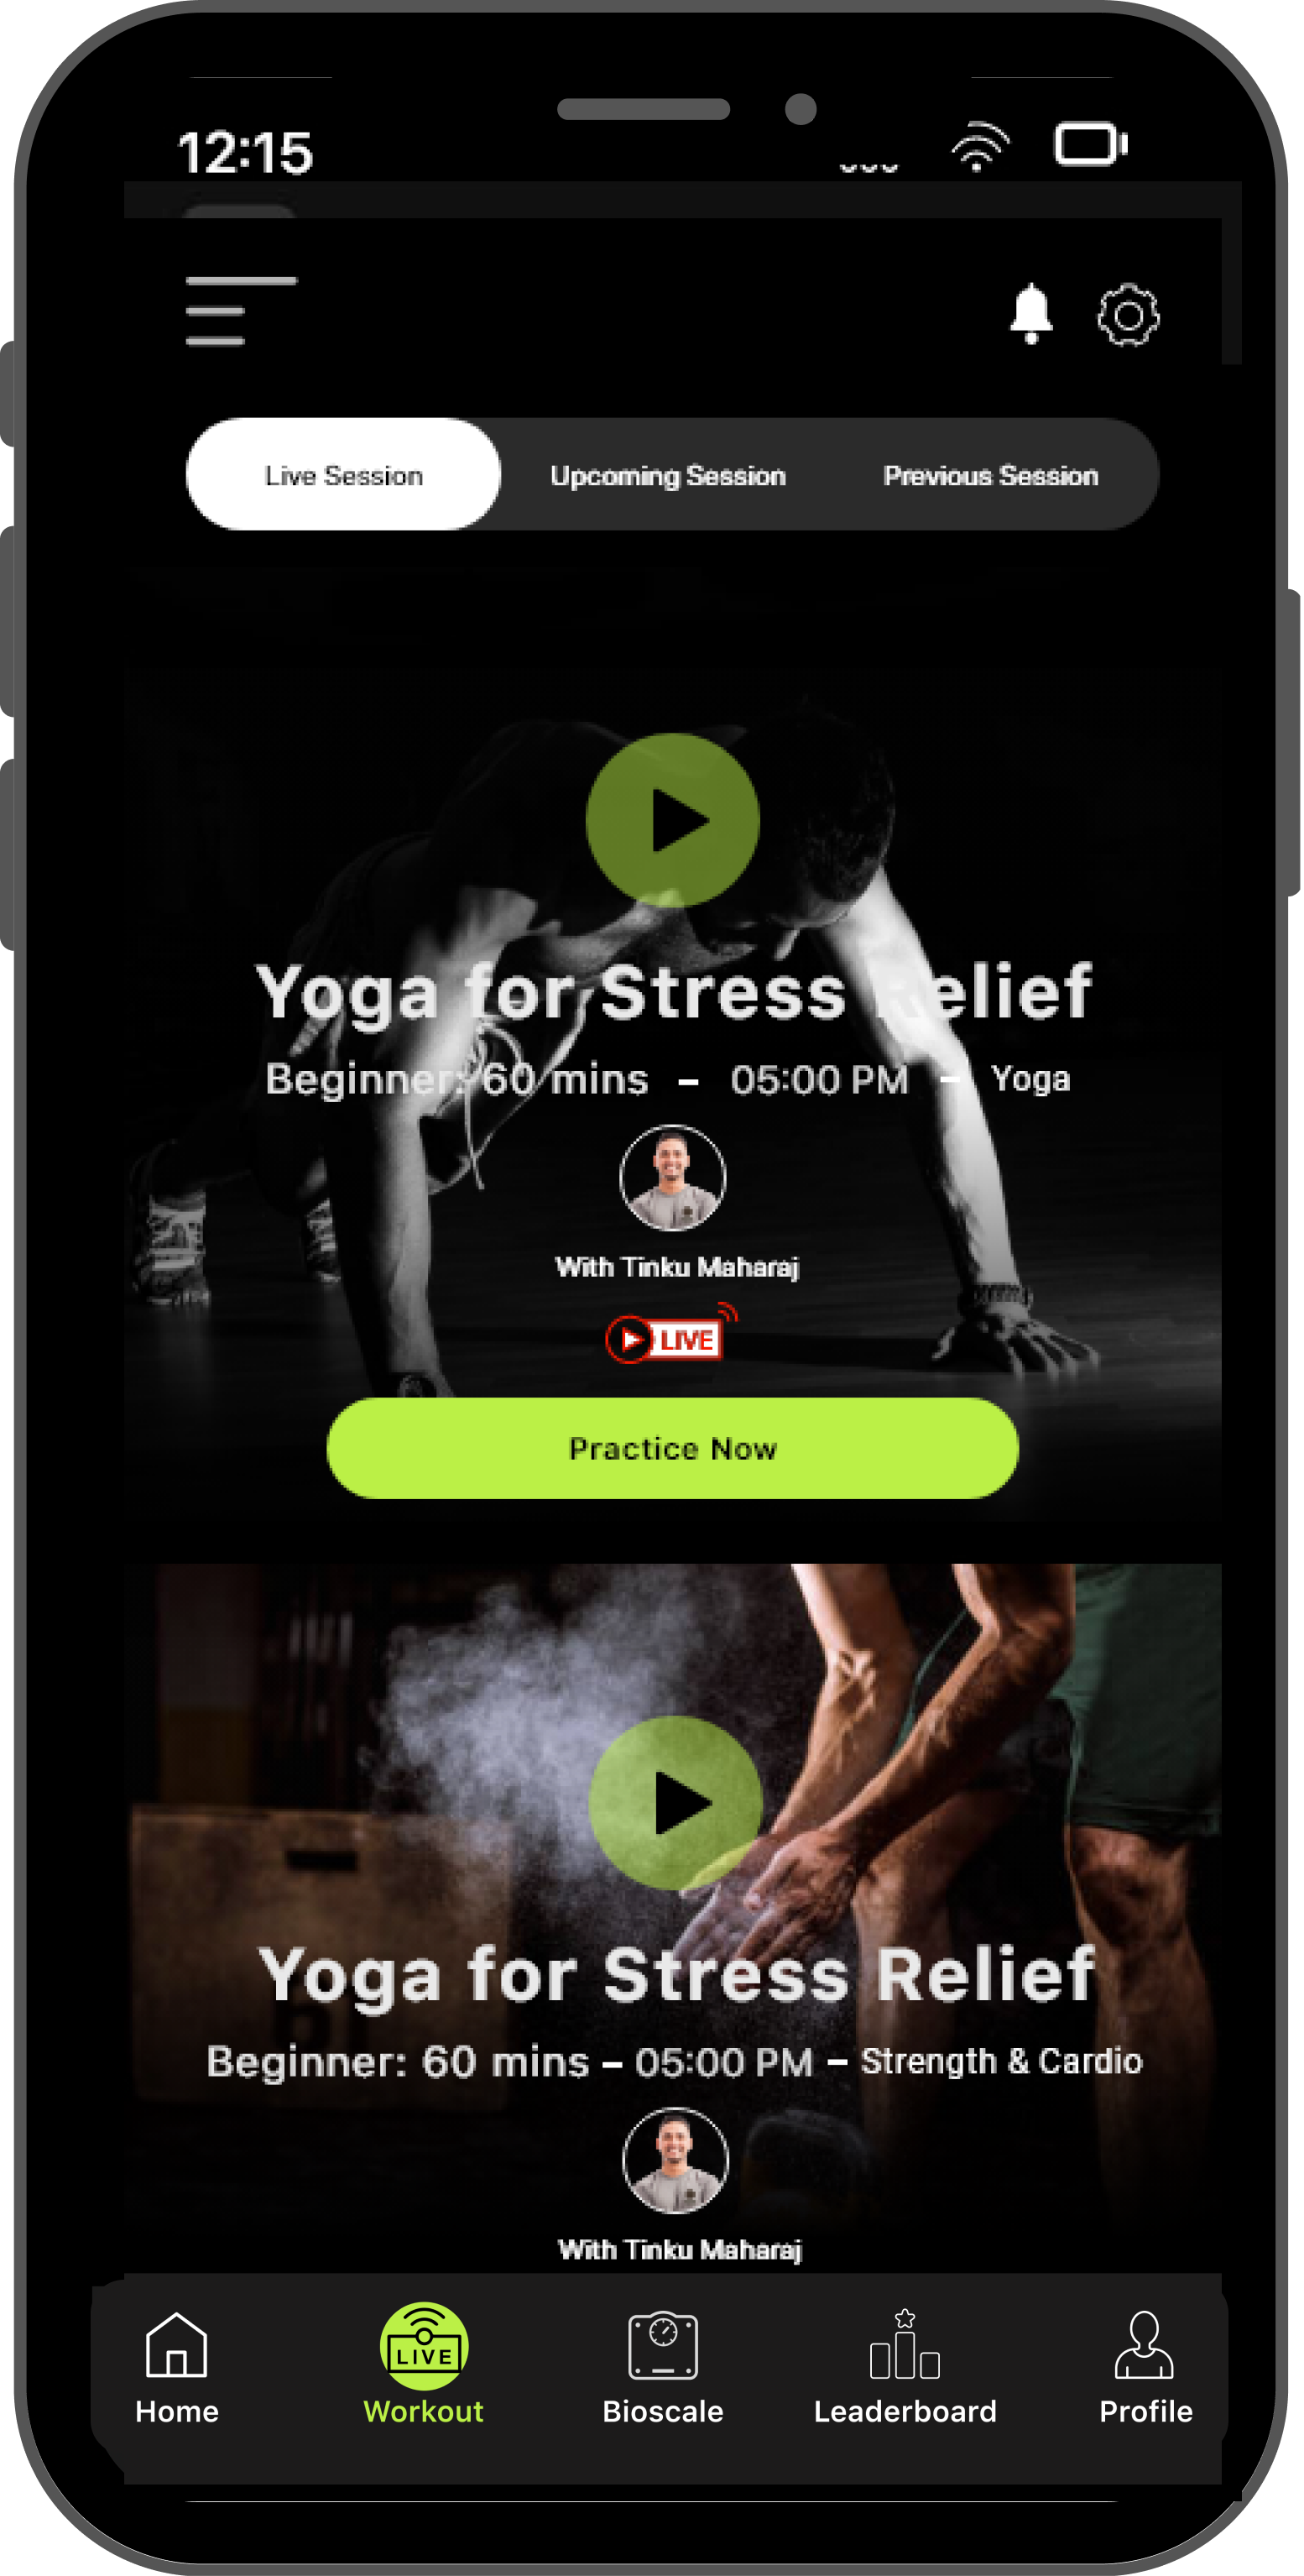 12:15
Live Session Upcoming Session Previous Session
Yoga for Stress Relief
Beginner: 60 mins – 05:00 PM – Yoga
With Tinku Maharaj
LIVE
Practice Now
Yoga for Stress Relief
Beginner: 60 mins – 05:00 PM – Strength & Cardio
With Tinku Maharaj
LIVE
Home Workout Bioscale Leaderboard Profile